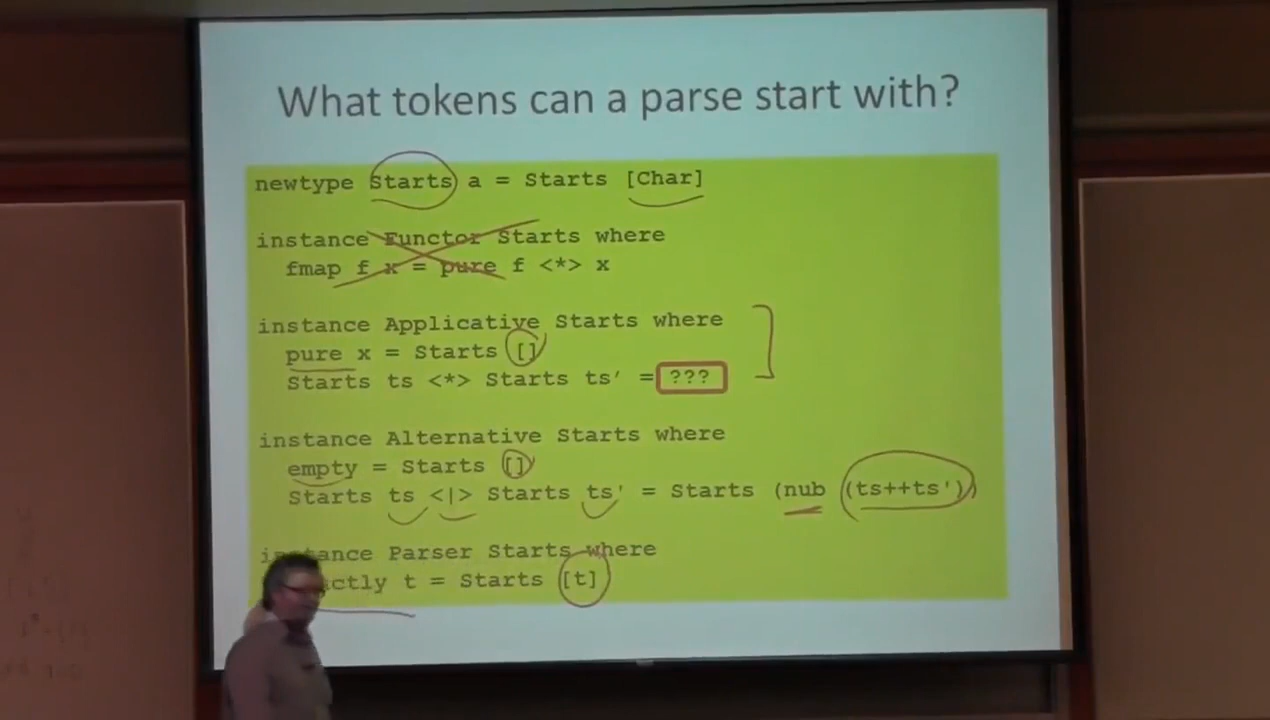 What tokens can a parse start with?
newtype Starts a = Starts [Char]
instance Functor Starts where
fmap f x = pure f <*> x
instance Applicative Starts where
pure x = Starts []
Starts ts <*> Starts ts′ = ???
instance Alternative Starts where
empty = Starts []
Starts ts <|> Starts ts' = Starts (nub (ts++ts'))
instance Parser Starts where
t = Starts [t]